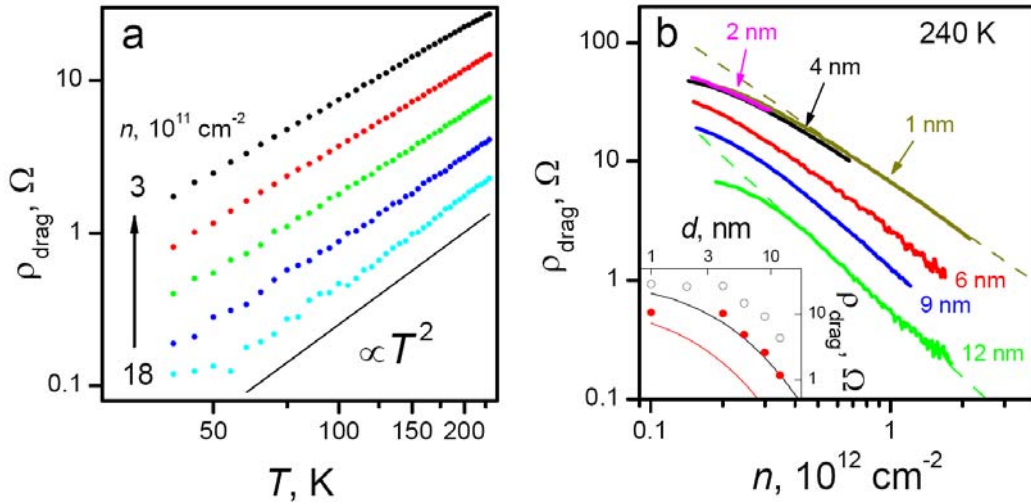 a
n, 10¹¹ cm⁻²
3
18
∝T²
10
1
0.1
ρdrag, Ω
50
100
150
200
T, K
b
240 K
2 nm
4 nm
1 nm
6 nm
9 nm
12 nm
100
10
1
0.1
ρdrag, Ω
d, nm
1
3
10
10
1
ρdrag, Ω
0.1
1
n, 10¹² cm⁻²